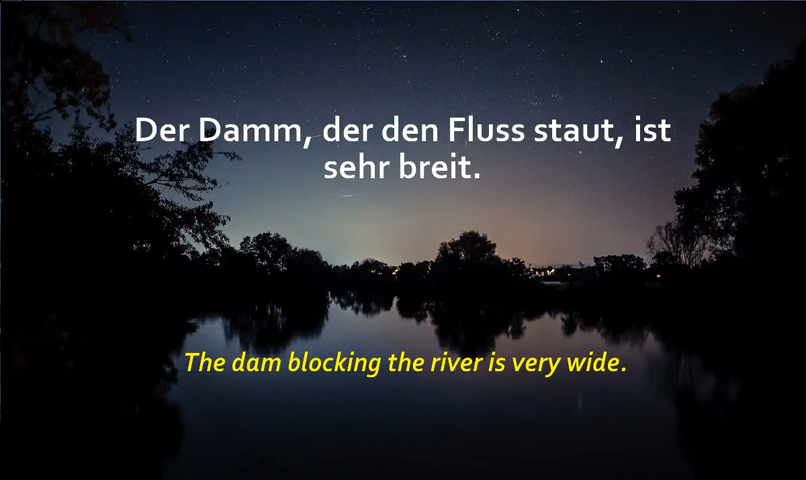 Der Damm, der den Fluss staut, ist
sehr breit.
The dam blocking the river is very wide.